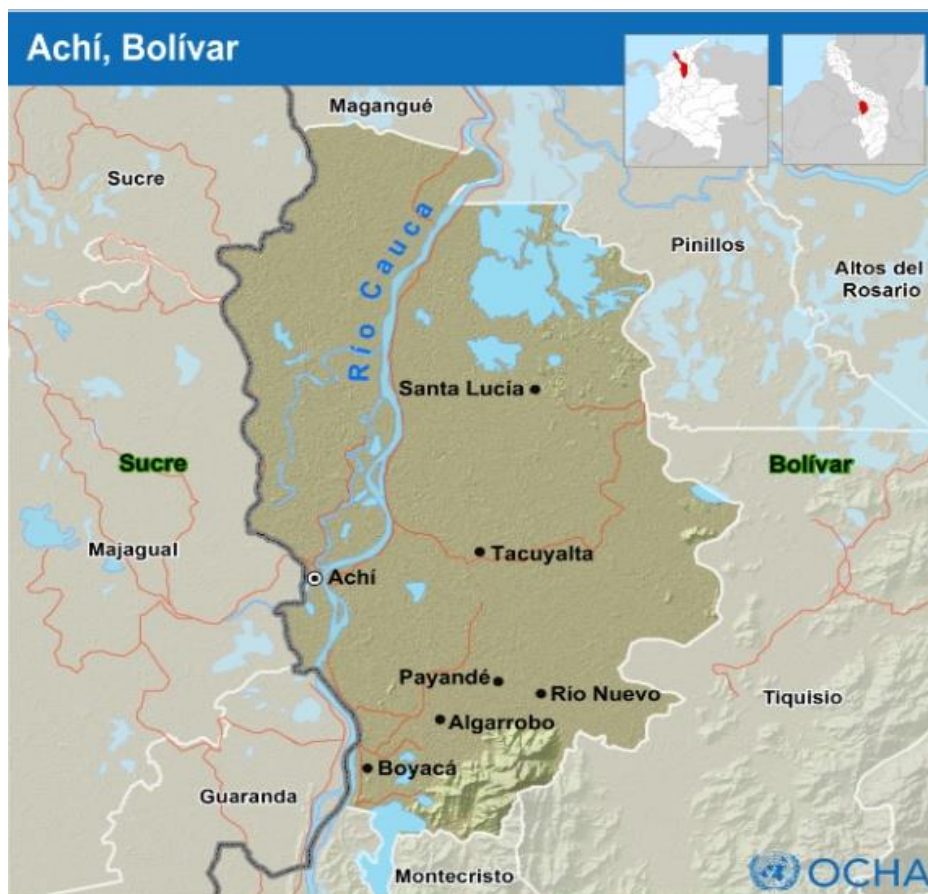 Achí, Bolívar
Magangué
Sucre
Río Cauca
Pinillos
Altos del
Rosario
Santa Lucía
Sucre
Bolívar
Majagual
Tacuyalta
Achí
Payandé
Río Nuevo
Tiquisio
Algarrobo
Boyacá
Guaranda
Montecristo
OCHA